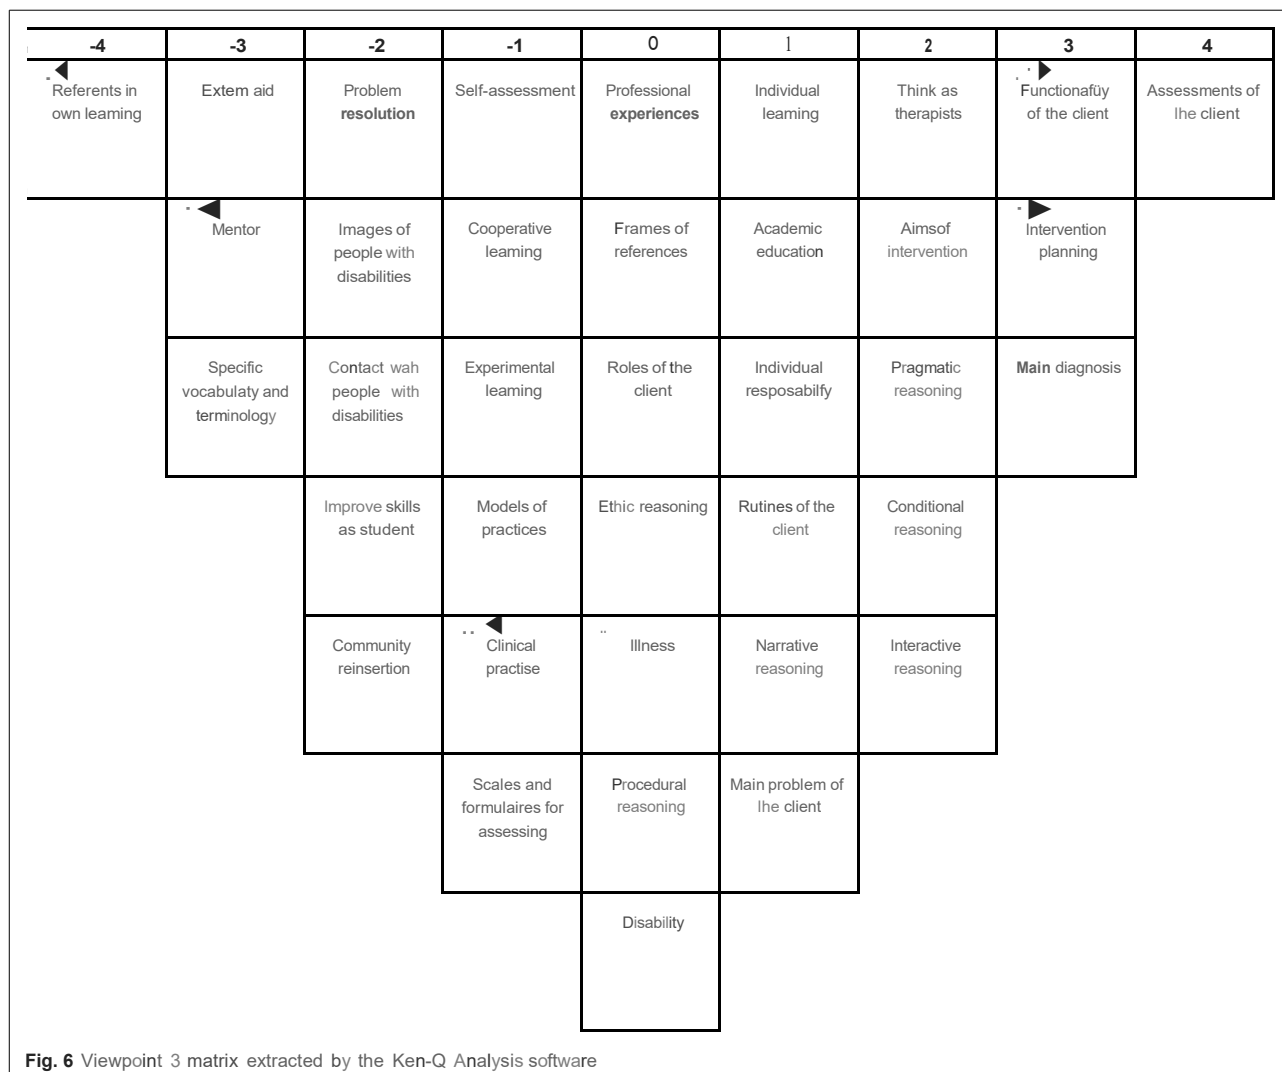 -4 -3 -2 -1 0 1 2 3 4
Referents in
own learning
Extem aid
Problem
resolution
Self-assessment
Professional
experiences
Individual
learning
Think as
therapists
Functionafüy
of the client
Assessments of
lhe client
Mentor
Images of
people with
disabilities
Cooperative
learning
Frames of
references
Academic
education
Aimsof
intervention
Intervention
planning
Specific
vocabulaty and
terminology
Contact wah
people with
disabilities
Experimental
learning
Roles of the
client
Individual
resposabilfy
Pragmatic
reasoning
Main diagnosis
Improve skills
as student
Models of
practices
Ethic reasoning
Rutines of the
client
Conditional
reasoning
Community
reinsertion
Clinical
practise
Illness
Narrative
reasoning
Interactive
reasoning
Scales and
formulaires for
assessing
Procedural
reasoning
Main problem of
lhe client
Disability
Fig. 6 Viewpoint 3 matrix extracted by the Ken-Q Analysis software